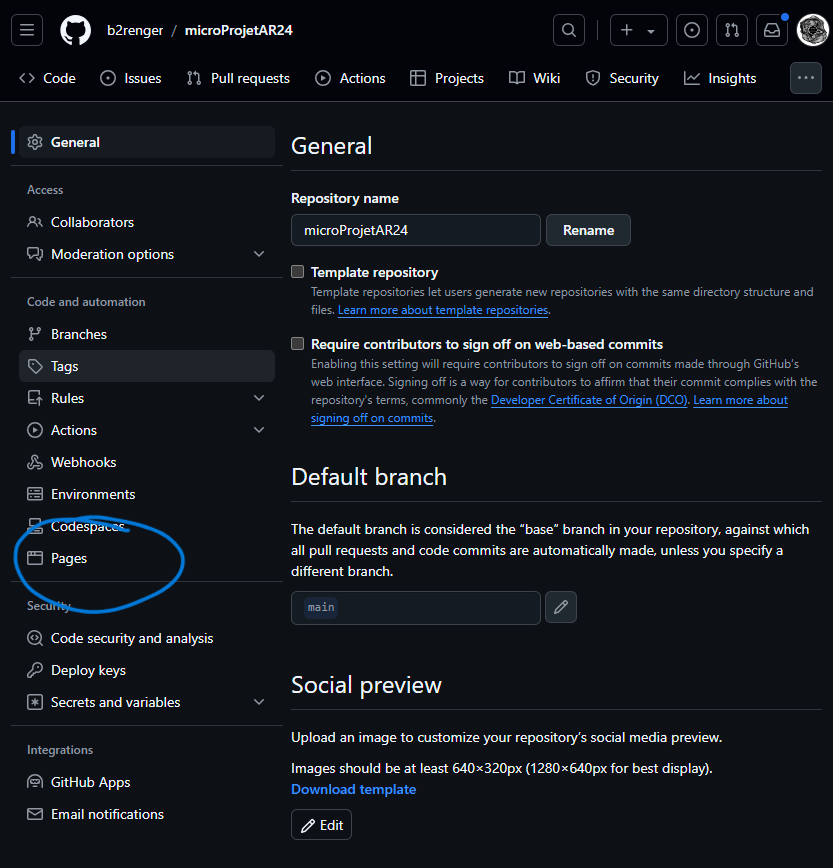 b2renger / microProjetAR24
Code Issues Pull requests Actions Projects Wiki Security Insights
General
Access
Collaborators
Moderation options
Code and automation
Branches
Tags
Rules
Actions
Webhooks
Environments
Codespaces
Pages
Security
Code security and analysis
Deploy keys
Secrets and variables
Integrations
GitHub Apps
Email notifications
General
Repository name
microProjetAR24 Rename
Template repository
Template repositories let users generate new repositories with the same directory structure and
files. Learn more about template repositories.
Require contributors to sign off on web-based commits
Enabling this setting will require contributors to sign off on commits made through GitHub's
web interface. Signing off is a way for contributors to affirm that their commit complies with the
repository's terms, commonly the Developer Certificate of Origin (DCO). Learn more about
signing off on commits.
Default branch
The default branch is considered the “base” branch in your repository, against which
all pull requests and code commits are automatically made, unless you specify a
different branch.
main
Social preview
Upload an image to customize your repository's social media preview.
Images should be at least 640×320px (1280×640px for best display).
Download template
Edit